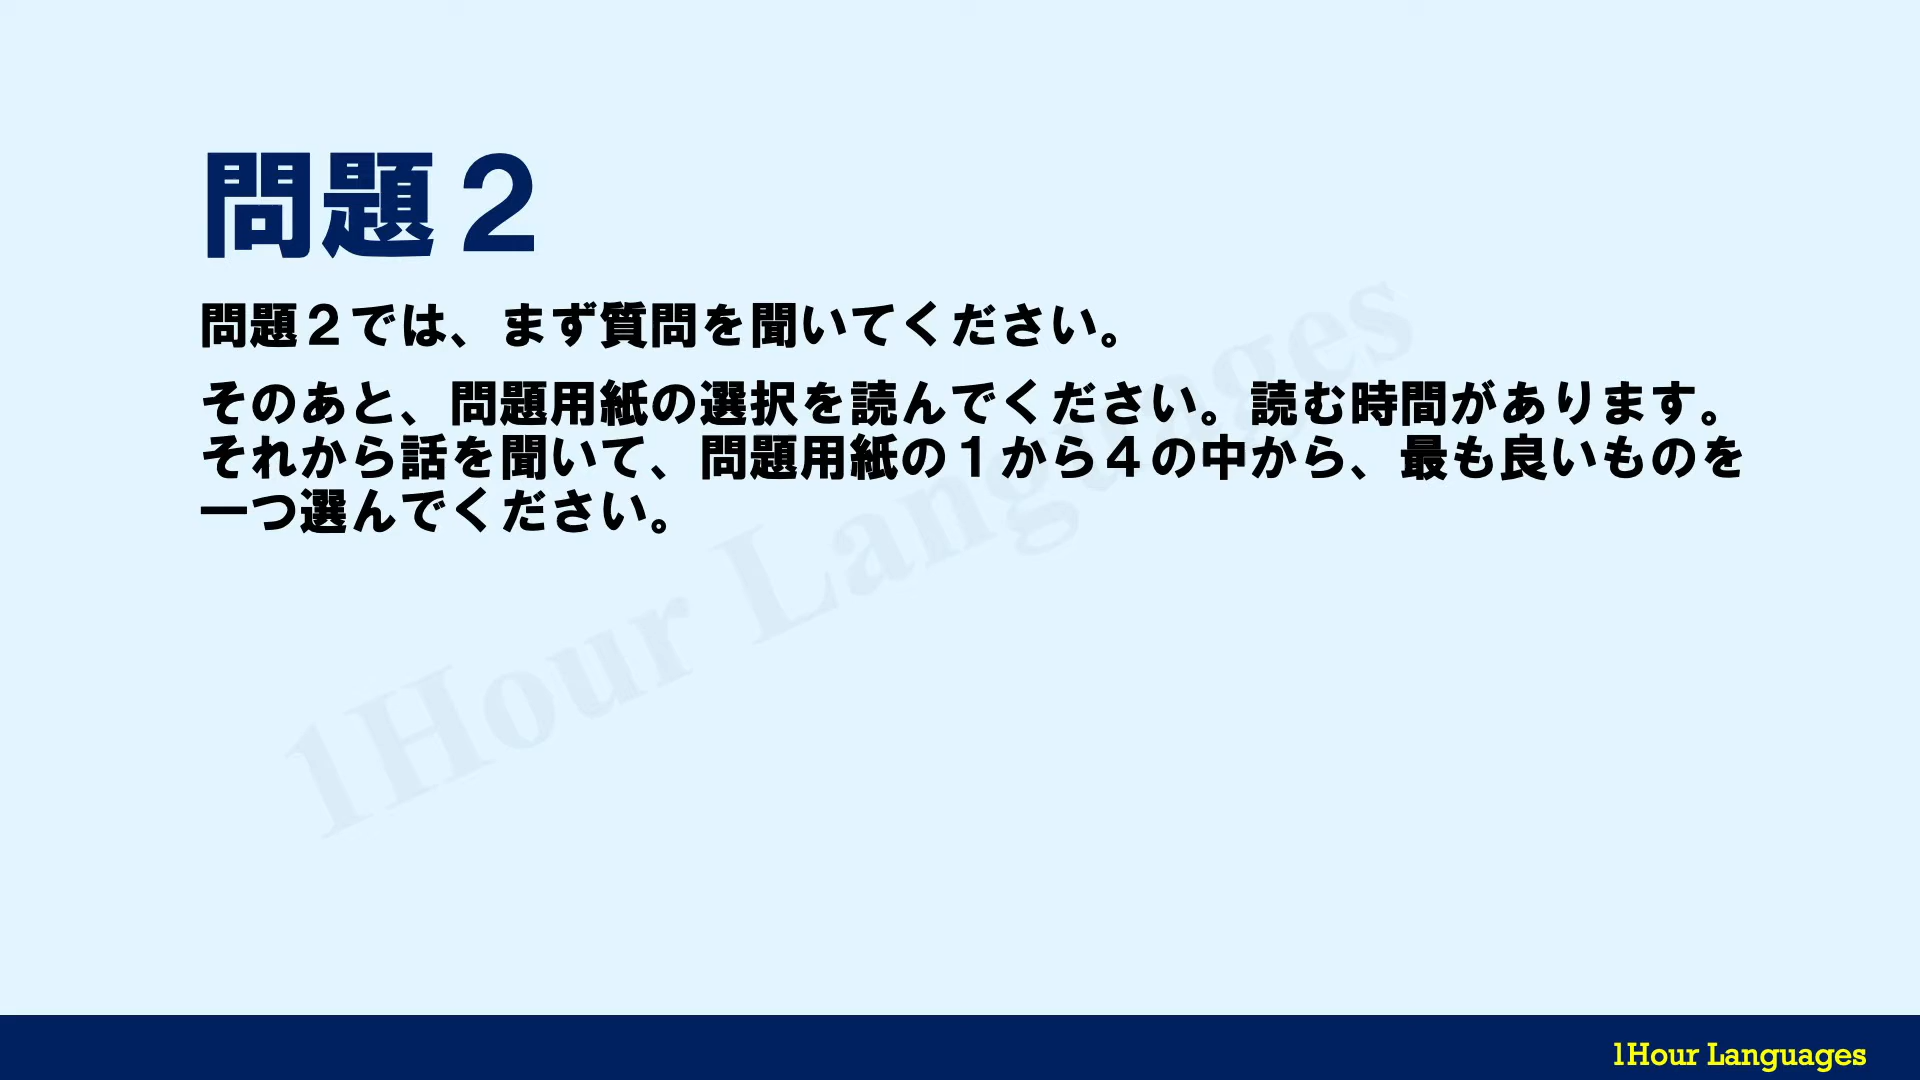 問題２
問題２では、まず質問を聞いてください。
そのあと、問題用紙の選択を読んでください。読む時間があります。
それから話を聞いて、問題用紙の１から４の中から、最も良いものを
一つ選んでください。
1Hour Languages
1Hour Languages